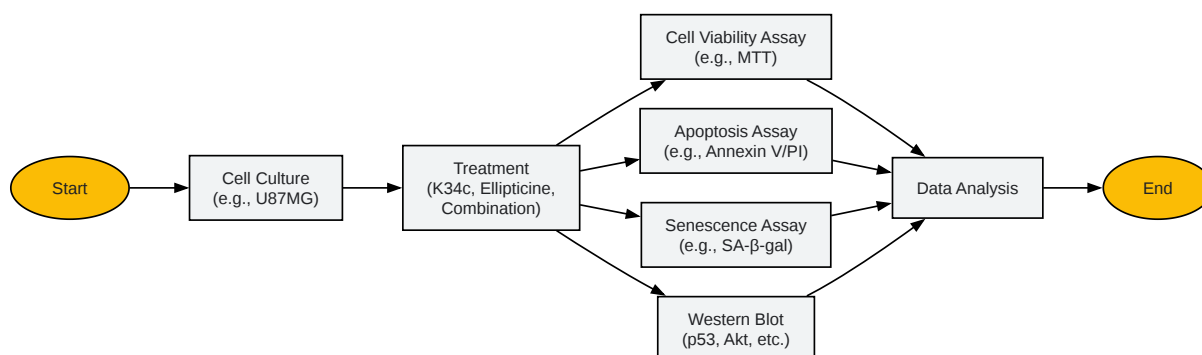 Start
Cell Culture
(e.g., U87MG)
Treatment
(K34c, Ellipticine,
Combination)
Cell Viability Assay
(e.g., MTT)
Apoptosis Assay
(e.g., Annexin V/PI)
Senescence Assay
(e.g., SA-β-gal)
Western Blot
(p53, Akt, etc.)
Data Analysis
End